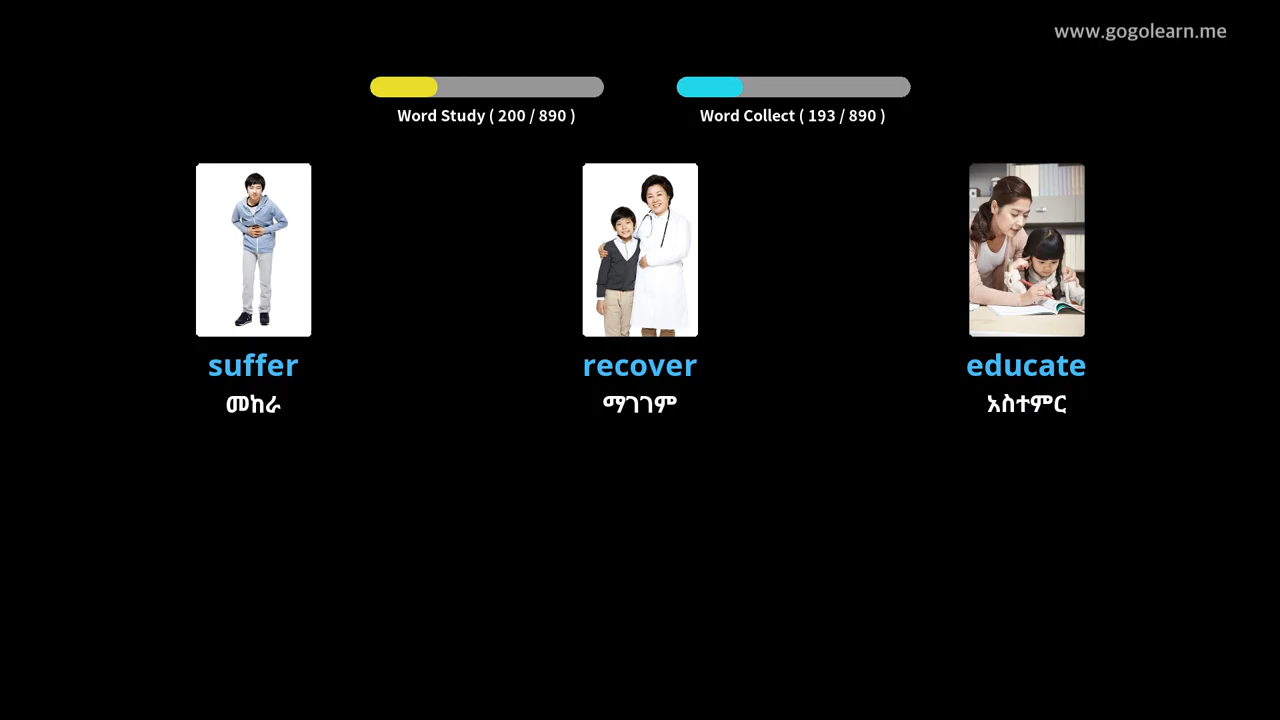 www.gogolearn.me
Word Study ( 200 / 890 )
Word Collect ( 193 / 890 )
suffer
መከራ
recover
ማገገም
educate
አስተምር